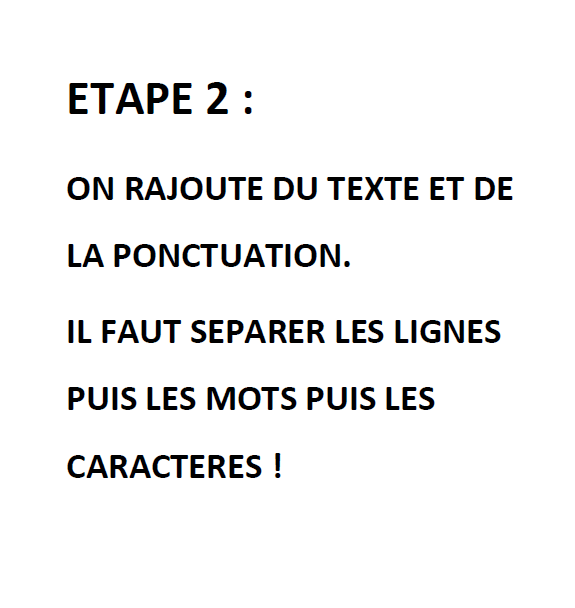 ETAPE 2 :
ON RAJOUTE DU TEXTE ET DE
LA PONCTUATION.
IL FAUT SEPARER LES LIGNES
PUIS LES MOTS PUIS LES
CARACTERES !